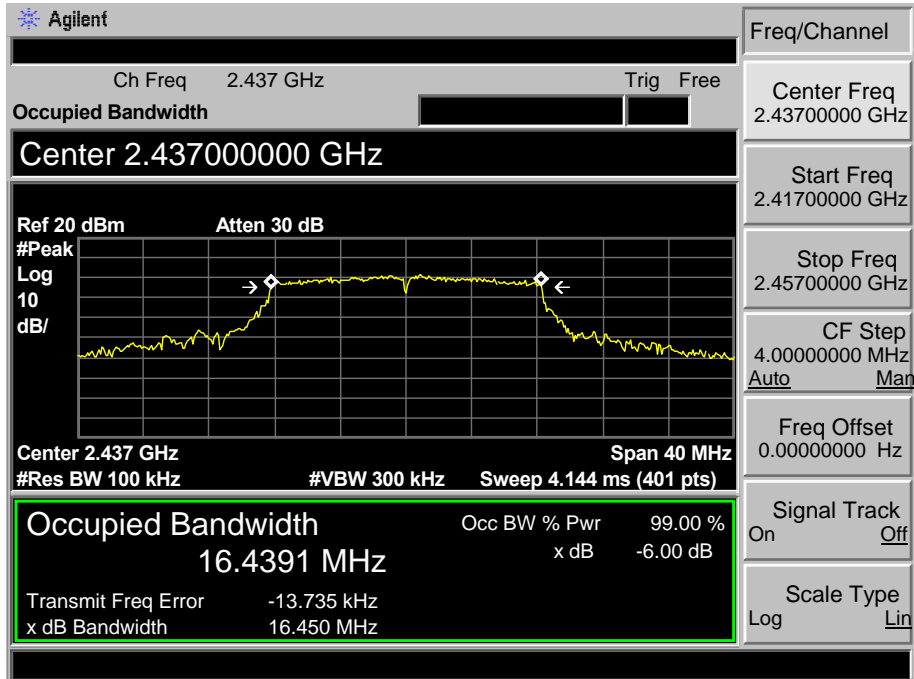 Agilent
Freq/Channel
Ch Freq 2.437 GHz Trig Free
Occupied Bandwidth
Center 2.437000000 GHz
Ref 20 dBm Atten 30 dB
#Peak
Log
10
dB/
Center 2.437 GHz Span 40 MHz
#Res BW 100 kHz #VBW 300 kHz Sweep 4.144 ms (401 pts)
Occupied Bandwidth
16.4391 MHz
Occ BW % Pwr 99.00 %
x dB -6.00 dB
Transmit Freq Error -13.735 kHz
x dB Bandwidth 16.450 MHz
Center Freq
2.43700000 GHz
Start Freq
2.41700000 GHz
Stop Freq
2.45700000 GHz
CF Step
4.00000000 MHz
Auto Man
Freq Offset
0.00000000 Hz
Signal Track
On Off
Scale Type
Log Lin